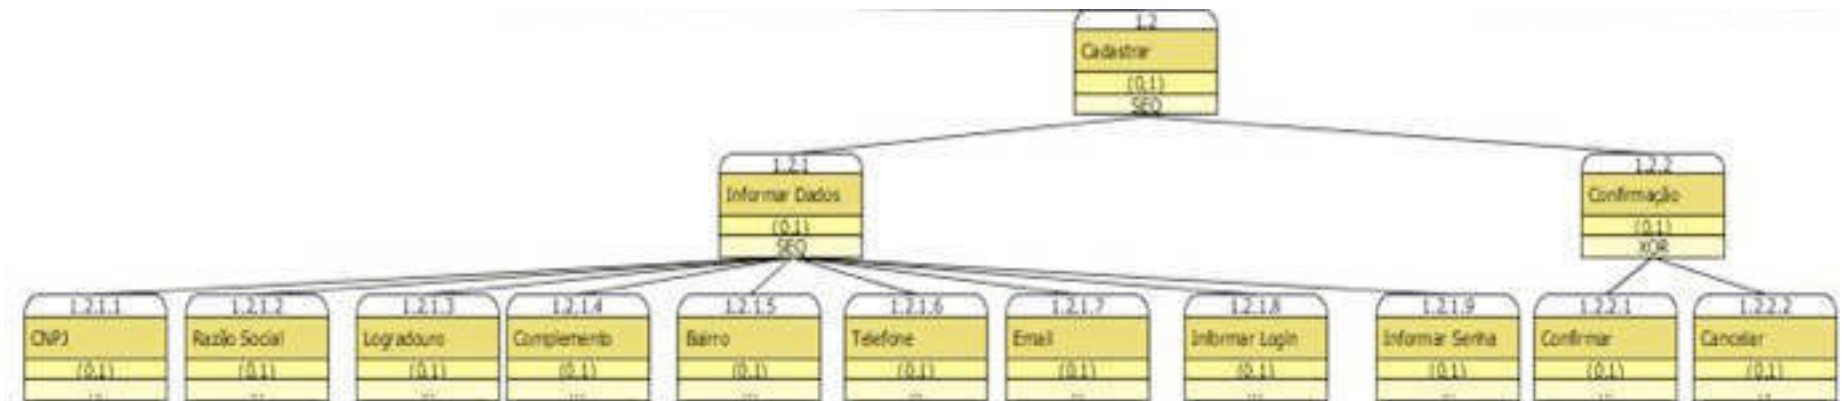 1.2
Cadastrar
(0,1)
SEQ
1.2.1
Informar Dados
(0,1)
SEQ
1.2.2
Confirmação
(0,1)
XOR
1.2.1.1
CNPJ
(0,1)
1.2.1.2
Razão Social
(0,1)
1.2.1.3
Logradouro
(0,1)
1.2.1.4
Complemento
(0,1)
1.2.1.5
Bairro
(0,1)
1.2.1.6
Telefone
(0,1)
1.2.1.7
Email
(0,1)
1.2.1.8
Informar Login
(0,1)
1.2.1.9
Informar Senha
(0,1)
1.2.2.1
Confirmar
(0,1)
1.2.2.2
Cancelar
(0,1)